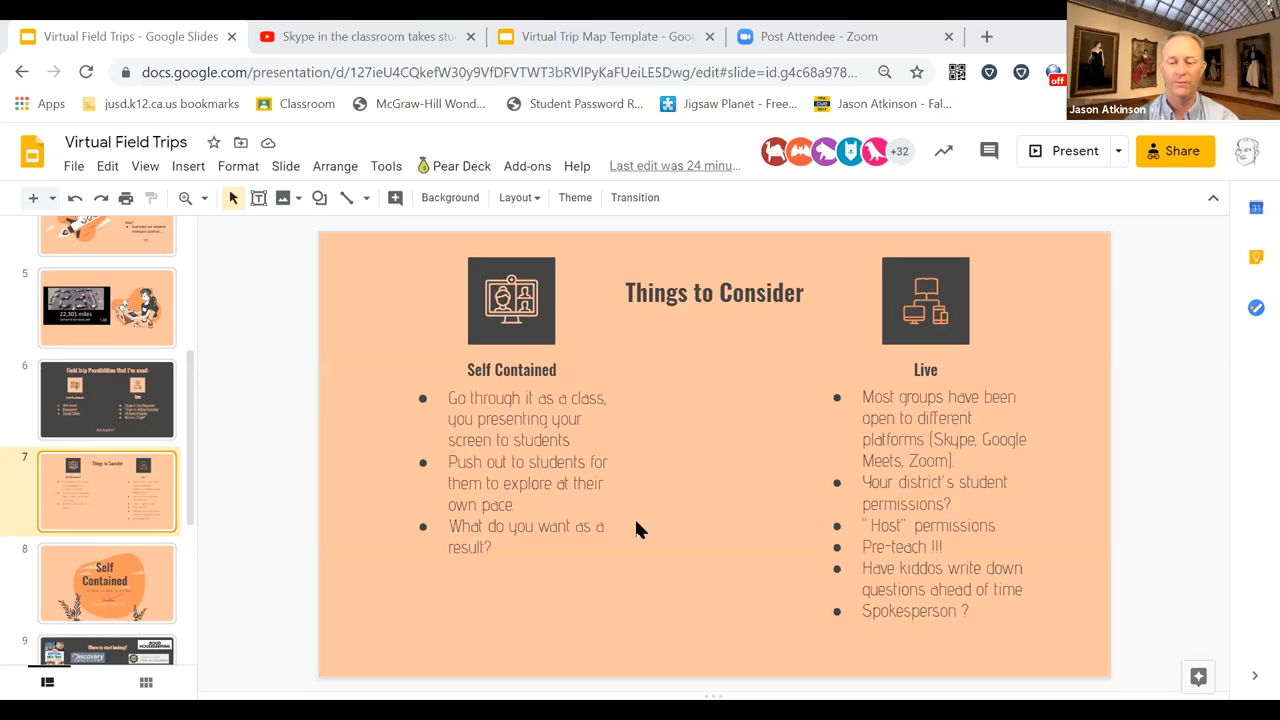 Virtual Field Trips - Google Slides
Skype in the classroom takes stu
Virtual Trip Map Template - Goog
Post Attendee - Zoom
docs.google.com/presentation/d/127ieU4CQkefW30y9VfDFVTWT3bRVlPyKaFUeiLE5Dwg/edit#slide=id.g4c68a978...
off
Apps
jusd.k12.ca.us bookmarks
Classroom
McGraw-Hill Wond...
Student Password R...
Jigsaw Planet - Free...
Jason Atkinson - Fal...
Jason Atkinson
Virtual Field Trips
+32
Present
Share
File Edit View Insert Format Slide Arrange Tools Pear Deck Add-ons Help
Last edit was 24 minu...
Background
Layout
Theme
Transition
31
5
22,301 miles
6
Field Trip Possibilities that I've used:
7
Things to Consider
8
Self
Contained
9
Where to start looking?
Discovery
Things to Consider
Self Contained
Go through it as a class,
you presenting your
screen to students
Push out to students for
them to explore at their
own pace.
What do you want as a
result?
Live
Most groups have been
open to different
platforms (Skype, Google
Meets, Zoom).
Your district's student
permissions?
"Host" permissions
Pre-teach !!!
Have kiddos write down
questions ahead of time
Spokesperson ?